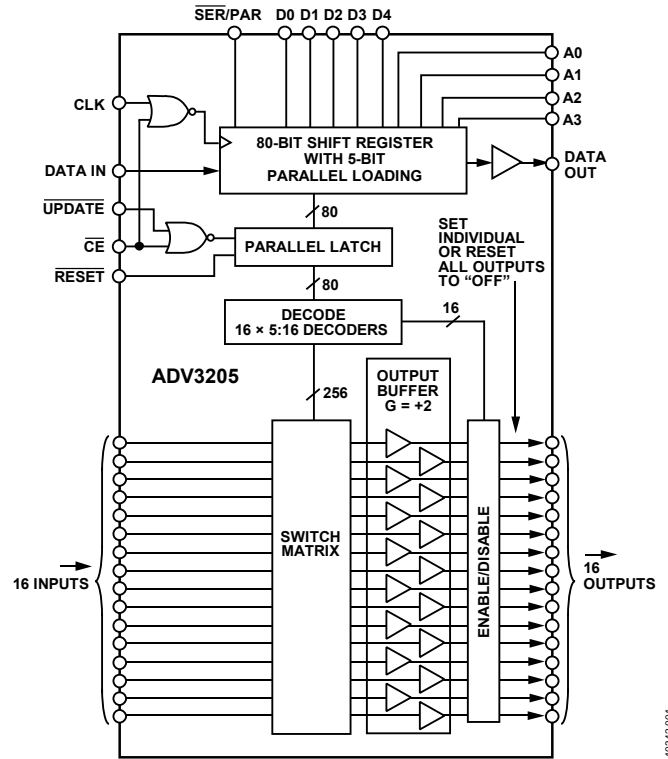 SER/PAR D0 D1 D2 D3 D4
A0
A1
A2
A3
CLK
DATA IN
UPDATE
CE
RESET
80-BIT SHIFT REGISTER
WITH 5-BIT
PARALLEL LOADING
DATA
OUT
80
PARALLEL LATCH
80
SET
INDIVIDUAL
OR RESET
ALL OUTPUTS
TO “OFF”
DECODE
16 × 5:16 DECODERS
16
ADV3205
256
OUTPUT
BUFFER
G = +2
SWITCH
MATRIX
ENABLE/DISABLE
16 INPUTS
16
OUTPUTS